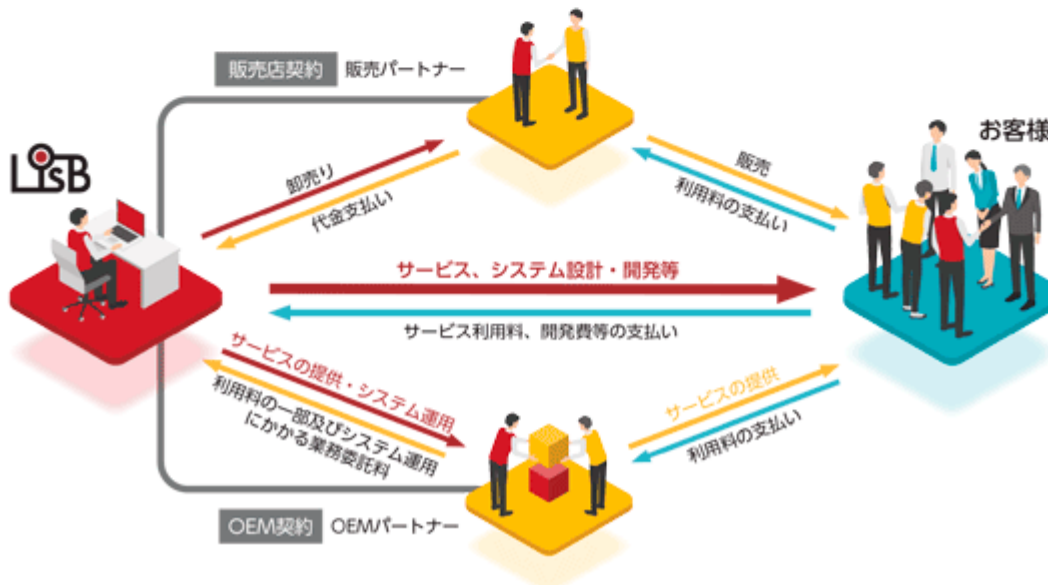 販売店契約 販売パートナー
お客様
LisB
卸売り
代金支払い
販売
利用料の支払い
サービス、システム設計・開発等
サービス利用料、開発費等の支払い
サービスの提供・システム運用
利用料の一部及びシステム運用
にかかる業務委託料
サービスの提供
利用料の支払い
OEM契約 OEMパートナー